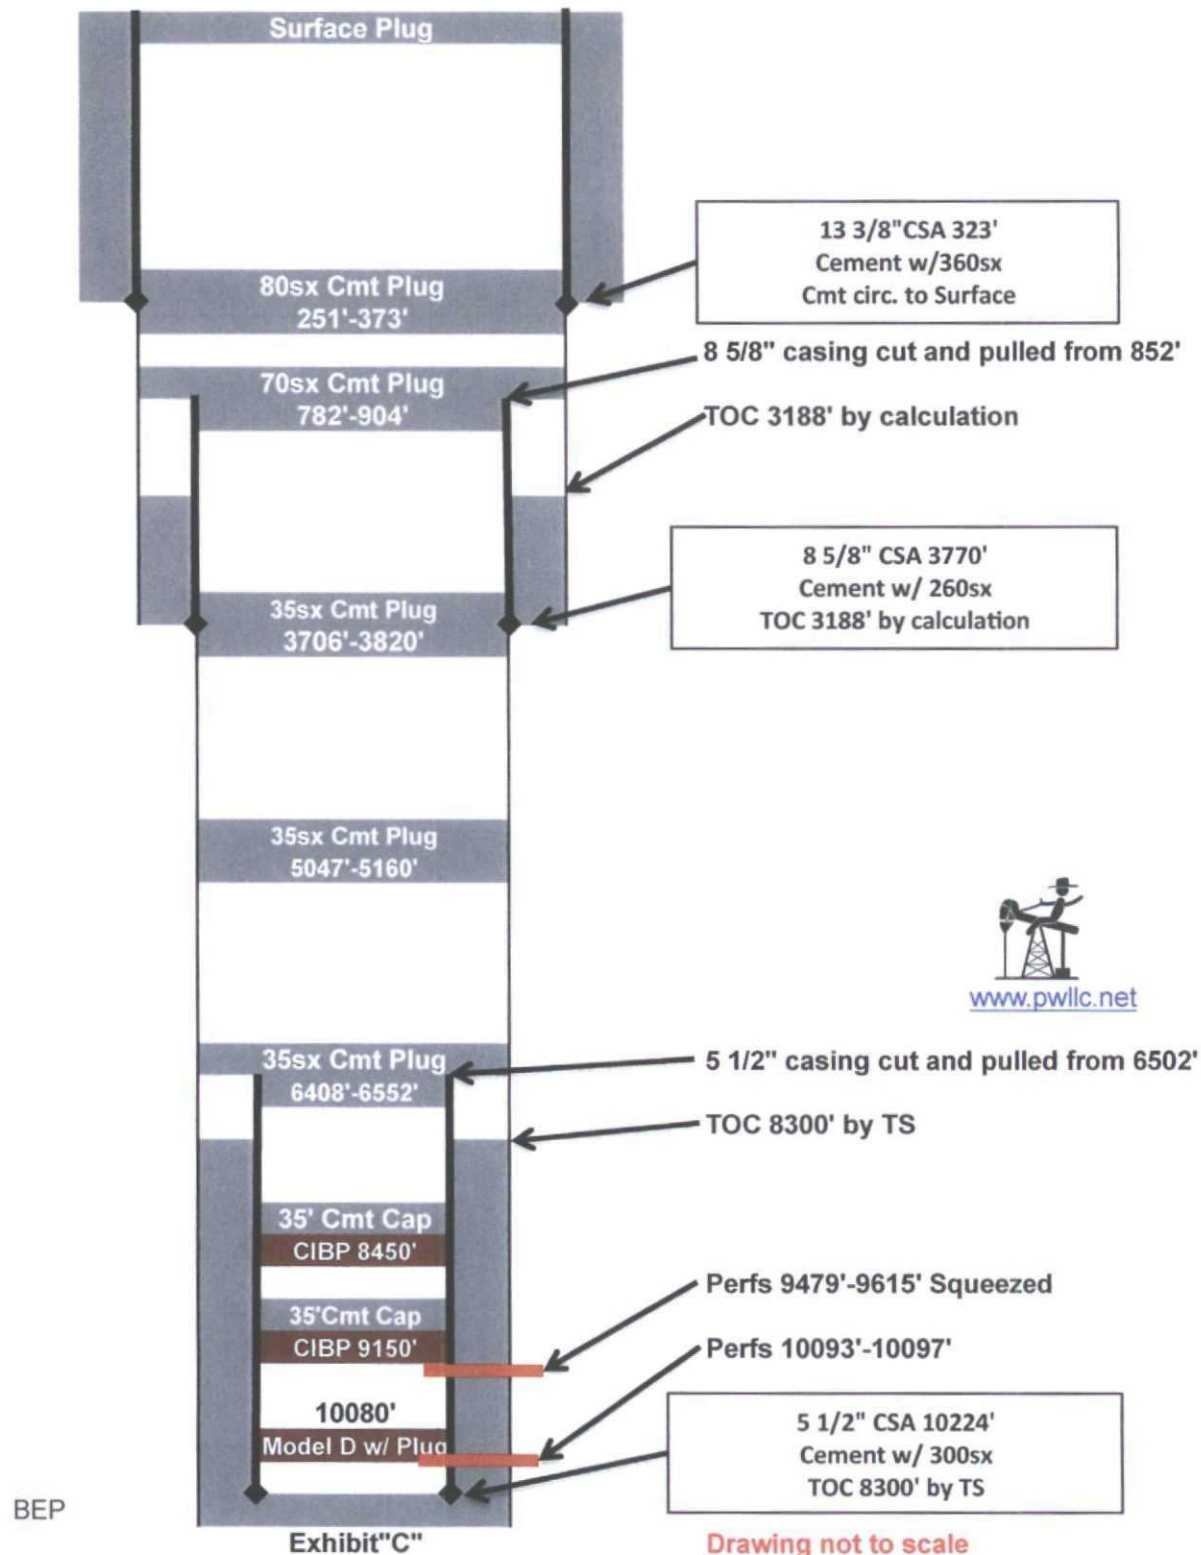 Surface Plug
13 3/8"CSA 323'
Cement w/360sx
Cmt circ. to Surface
80sx Cmt Plug
251'-373'
8 5/8" casing cut and pulled from 852'
70sx Cmt Plug
782'-904'
TOC 3188' by calculation
8 5/8" CSA 3770'
Cement w/ 260sx
TOC 3188' by calculation
35sx Cmt Plug
3706'-3820'
35sx Cmt Plug
5047'-5160'
www.pwllc.net
35sx Cmt Plug
6408'-6552'
5 1/2" casing cut and pulled from 6502'
TOC 8300' by TS
35' Cmt Cap
CIBP 8450'
Perfs 9479'-9615' Squeezed
35'Cmt Cap
CIBP 9150'
Perfs 10093'-10097'
10080'
Model D w/ Plug
5 1/2" CSA 10224'
Cement w/ 300sx
TOC 8300' by TS
BEP
Exhibit"C"
Drawing not to scale